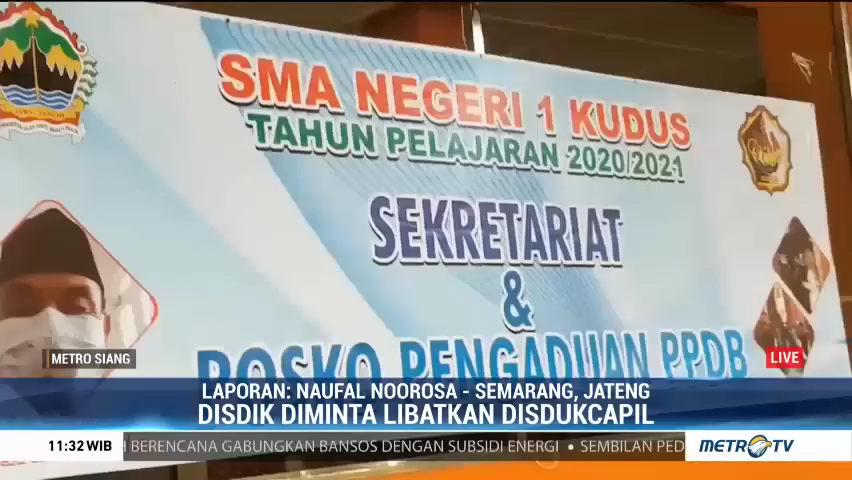 SMA NEGERI 1 KUDUS
TAHUN PELAJARAN 2020/2021
SEKRETARIAT
&
POSKO PENGADUAN PPDB
METRO SIANG
LIVE
LAPORAN: NAUFAL NOOROSA - SEMARANG, JATENG
DISDIK DIMINTA LIBATKAN DISDUKCAPIL
11:32 WIB
BERENCANA GABUNGKAN BANSOS DENGAN SUBSIDI ENERGI • SEMBILAN PED
METRO TV